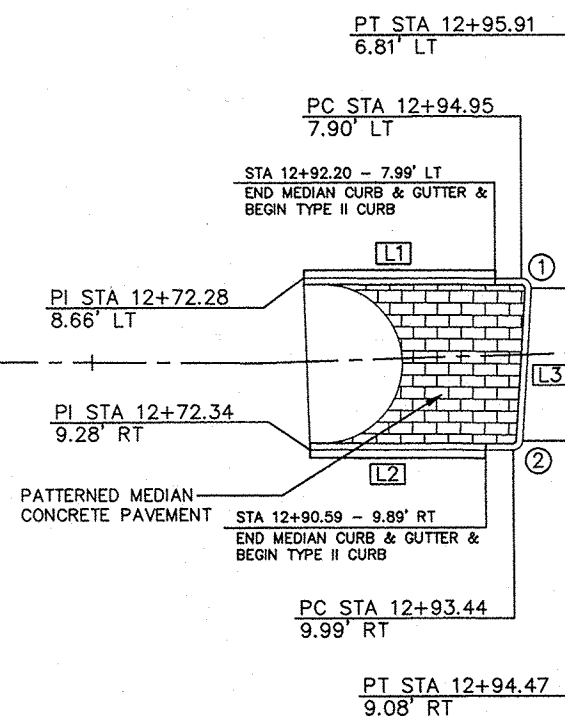 PT STA 12+95.91
6.81' LT
PC STA 12+94.95
7.90' LT
STA 12+92.20 - 7.99' LT
END MEDIAN CURB & GUTTER &
BEGIN TYPE II CURB
L1
1
PI STA 12+72.28
8.66' LT
L3
PI STA 12+72.34
9.28' RT
2
L2
PATTERNED MEDIAN
CONCRETE PAVEMENT
STA 12+90.59 - 9.89' RT
END MEDIAN CURB & GUTTER &
BEGIN TYPE II CURB
PC STA 12+93.44
9.99' RT
PT STA 12+94.47
9.08' RT